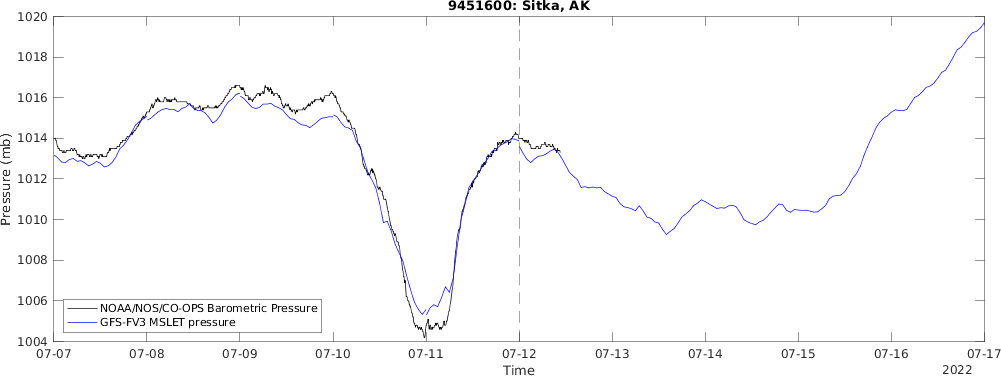 9451600: Sitka, AK
1020
1018
1016
1014
1012
1010
1008
1006
1004
Pressure (mb)
NOAA/NOS/CO-OPS Barometric Pressure
GFS-FV3 MSLET pressure
07-07 07-08 07-09 07-10 07-11 07-12 07-13 07-14 07-15 07-16 07-17
Time
2022